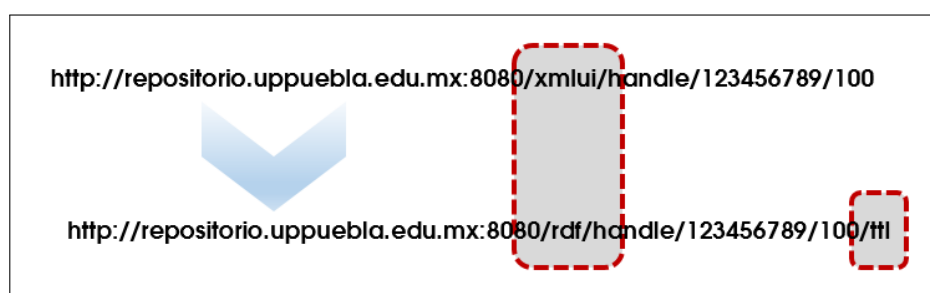 http://repositorio.uppuebla.edu.mx:8080/xmlui/handle/123456789/100
http://repositorio.uppuebla.edu.mx:8080/rdf/handle/123456789/100/ttl